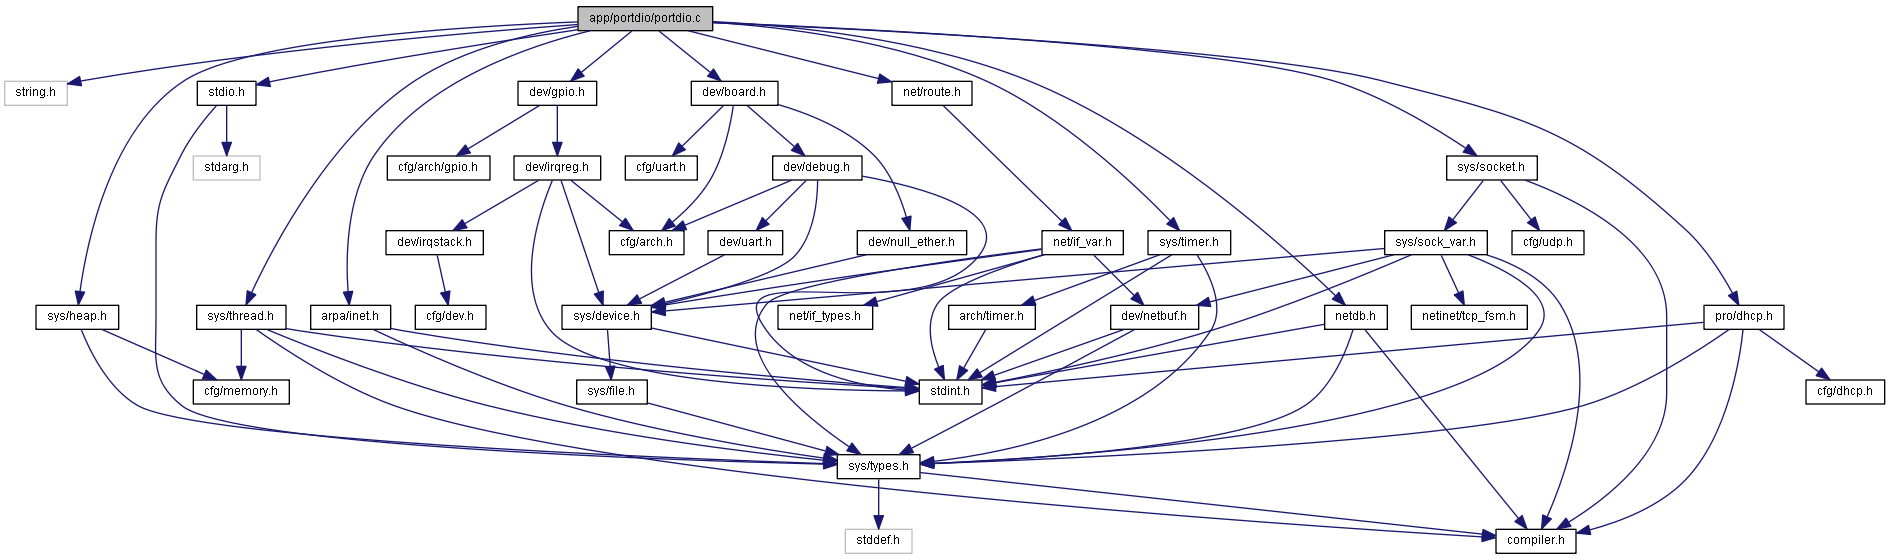 app/portdio/portdio.c
string.h
stdio.h
dev/gpio.h
dev/board.h
net/route.h
stdarg.h
cfg/arch/gpio.h
dev/irqreg.h
cfg/uart.h
dev/debug.h
sys/socket.h
dev/irqstack.h
cfg/arch.h
dev/uart.h
dev/null_ether.h
net/if_var.h
sys/timer.h
sys/sock_var.h
cfg/udp.h
sys/heap.h
sys/thread.h
arpa/inet.h
cfg/dev.h
sys/device.h
net/if_types.h
arch/timer.h
dev/netbuf.h
netdb.h
netinet/tcp_fsm.h
pro/dhcp.h
cfg/memory.h
sys/file.h
stdint.h
cfg/dhcp.h
sys/types.h
stddef.h
compiler.h